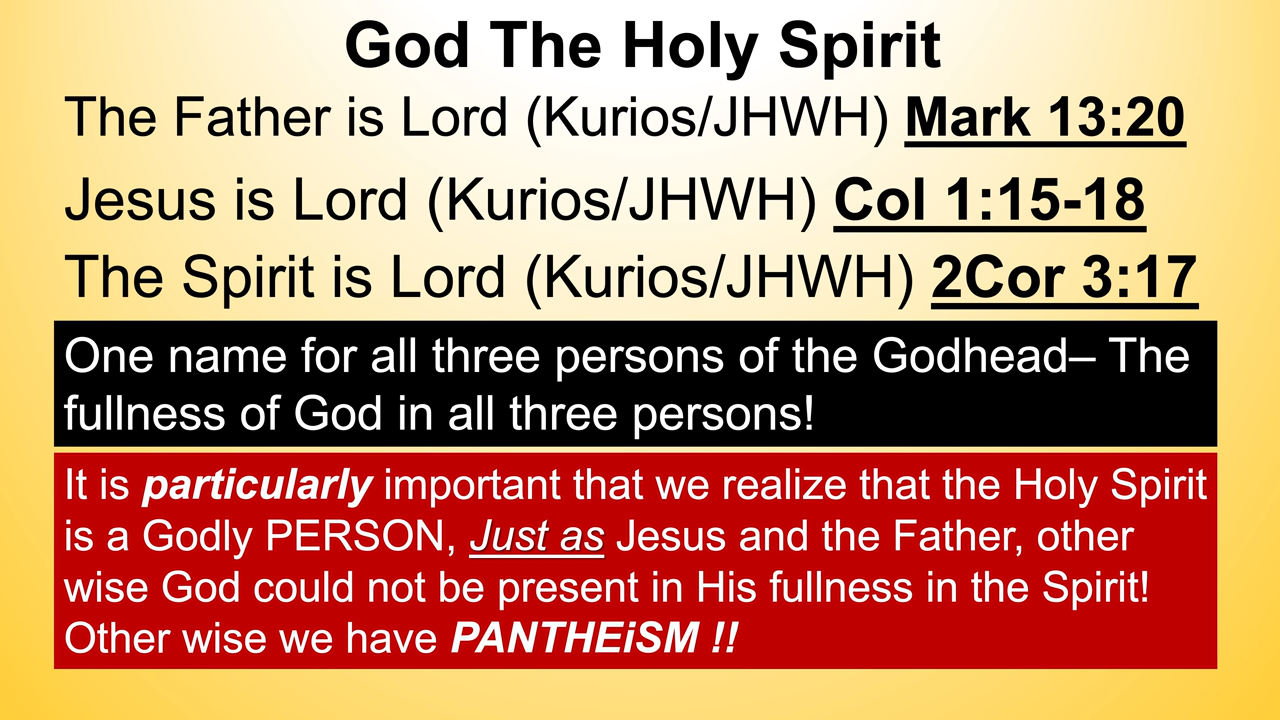 God The Holy Spirit
The Father is Lord (Kurios/JHWH) Mark 13:20
Jesus is Lord (Kurios/JHWH) Col 1:15-18
The Spirit is Lord (Kurios/JHWH) 2Cor 3:17
One name for all three persons of the Godhead– The
fullness of God in all three persons!
It is particularly important that we realize that the Holy Spirit
is a Godly PERSON, Just as Jesus and the Father, other
wise God could not be present in His fullness in the Spirit!
Other wise we have PANTHEiSM !!